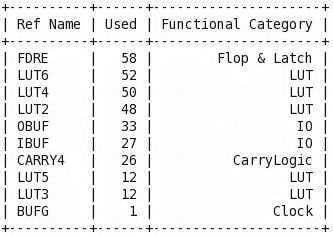 +----------+------+---------------------+
| Ref Name | Used | Functional Category |
+----------+------+---------------------+
| FDRE     |   58 |        Flop & Latch |
| LUT6     |   52 |                 LUT |
| LUT4     |   50 |                 LUT |
| LUT2     |   48 |                 LUT |
| OBUF     |   33 |                  IO |
| IBUF     |   27 |                  IO |
| CARRY4   |   26 |          CarryLogic |
| LUT5     |   12 |                 LUT |
| LUT3     |   12 |                 LUT |
| BUFG     |    1 |               Clock |
+----------+------+---------------------+